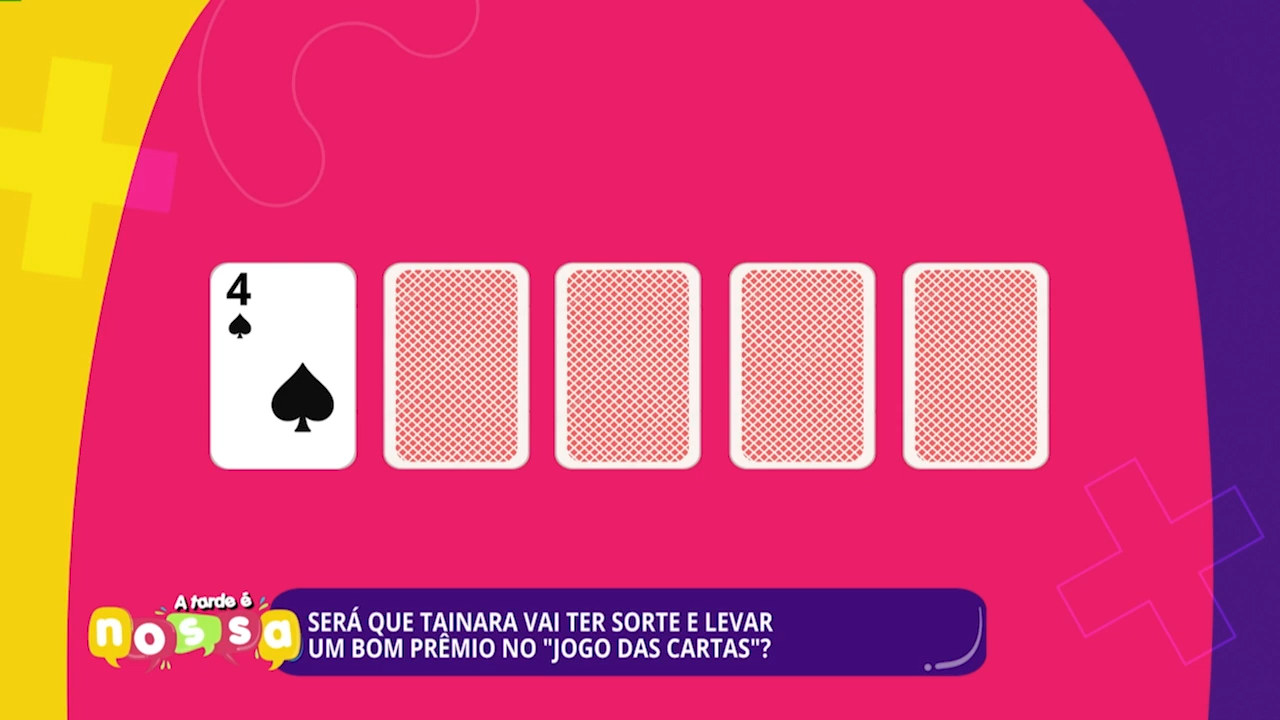 4
A tarde é
nossa
SERÁ QUE TAINARA VAI TER SORTE E LEVAR
UM BOM PRÊMIO NO "JOGO DAS CARTAS"?